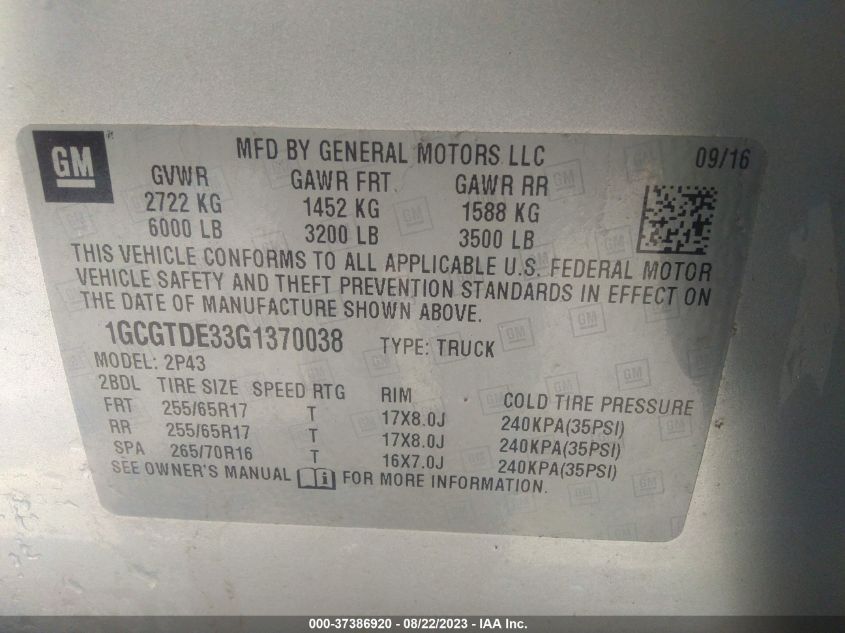 GM
MFD BY GENERAL MOTORS LLC 09/16
GVWR GAWR FRT GAWR RR
2722 KG 1452 KG 1588 KG
6000 LB 3200 LB 3500 LB
THIS VEHICLE CONFORMS TO ALL APPLICABLE U.S. FEDERAL MOTOR
VEHICLE SAFETY AND THEFT PREVENTION STANDARDS IN EFFECT ON
THE DATE OF MANUFACTURE SHOWN ABOVE.
1GCGTDE33G1370038 TYPE: TRUCK
MODEL: 2P43
2BDL TIRE SIZE SPEED RTG RIM COLD TIRE PRESSURE
FRT 255/65R17 T 17X8.0J 240KPA(35PSI)
RR 255/65R17 T 17X8.0J 240KPA(35PSI)
SPA 265/70R16 T 16X7.0J 240KPA(35PSI)
SEE OWNER'S MANUAL FOR MORE INFORMATION.
000-37386920 - 08/22/2023 - IAA Inc.